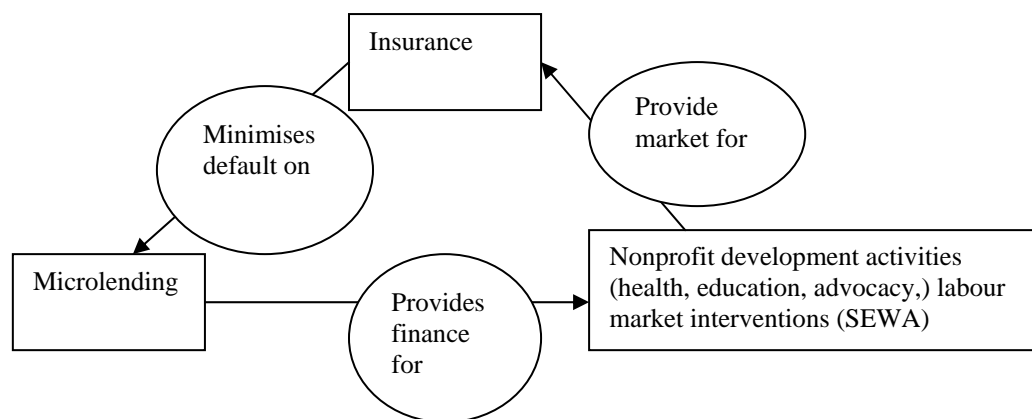 Insurance
Provide
market for
Minimises
default on
Microlending
Provides
finance
for
Nonprofit development activities
(health, education, advocacy,) labour
market interventions (SEWA)